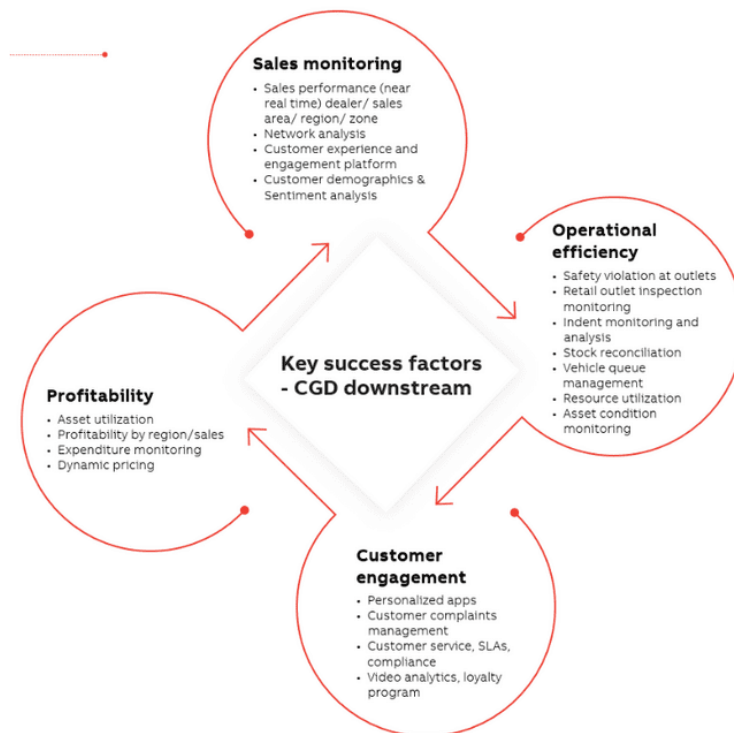 Sales monitoring
• Sales performance (near
real time) dealer/ sales
area/ region/ zone
• Network analysis
• Customer experience and
engagement platform
• Customer demographics &
Sentiment analysis
Operational
efficiency
• Safety violation at outlets
• Retail outlet inspection
monitoring
• Indent monitoring and
analysis
• Stock reconciliation
• Vehicle queue
management
• Resource utilization
• Asset condition
monitoring
Key success factors
- CGD downstream
Profitability
• Asset utilization
• Profitability by region/sales
• Expenditure monitoring
• Dynamic pricing
Customer
engagement
• Personalized apps
• Customer complaints
management
• Customer service, SLAs,
compliance
• Video analytics, loyalty
program